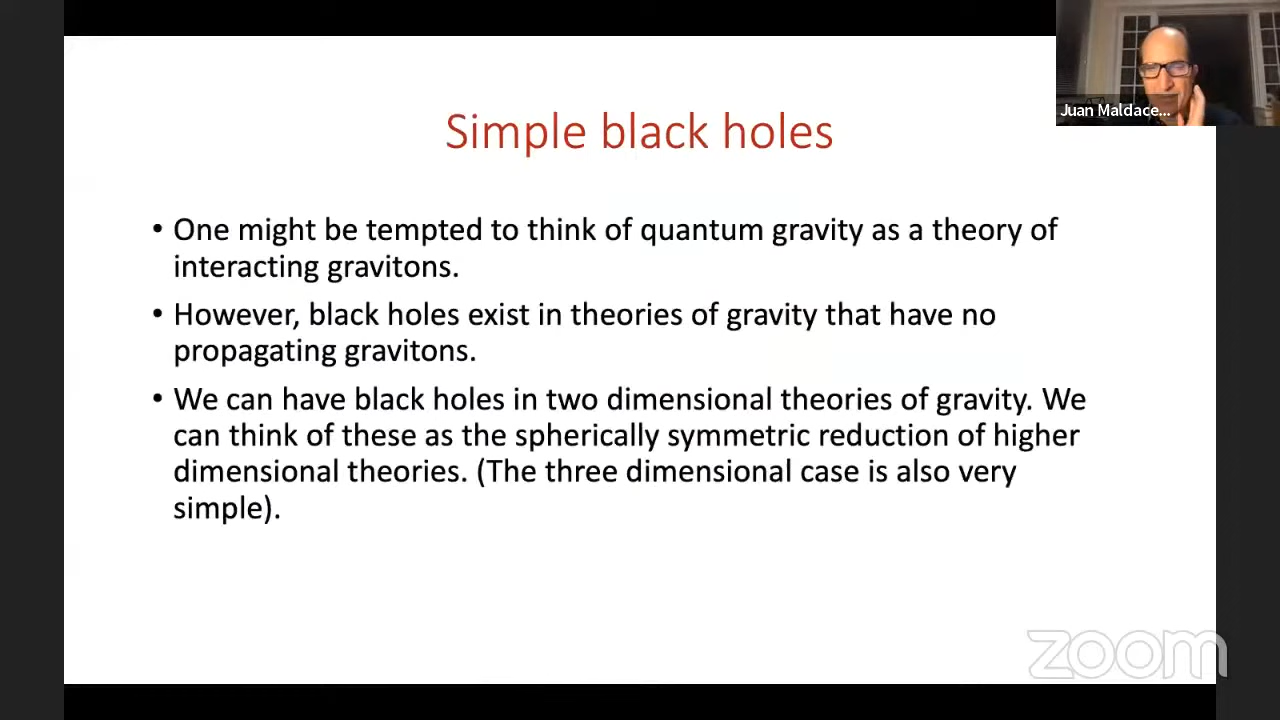 Juan Maldace...
Simple black holes
• One might be tempted to think of quantum gravity as a theory of
interacting gravitons.
• However, black holes exist in theories of gravity that have no
propagating gravitons.
• We can have black holes in two dimensional theories of gravity. We
can think of these as the spherically symmetric reduction of higher
dimensional theories. (The three dimensional case is also very
simple).
zoom